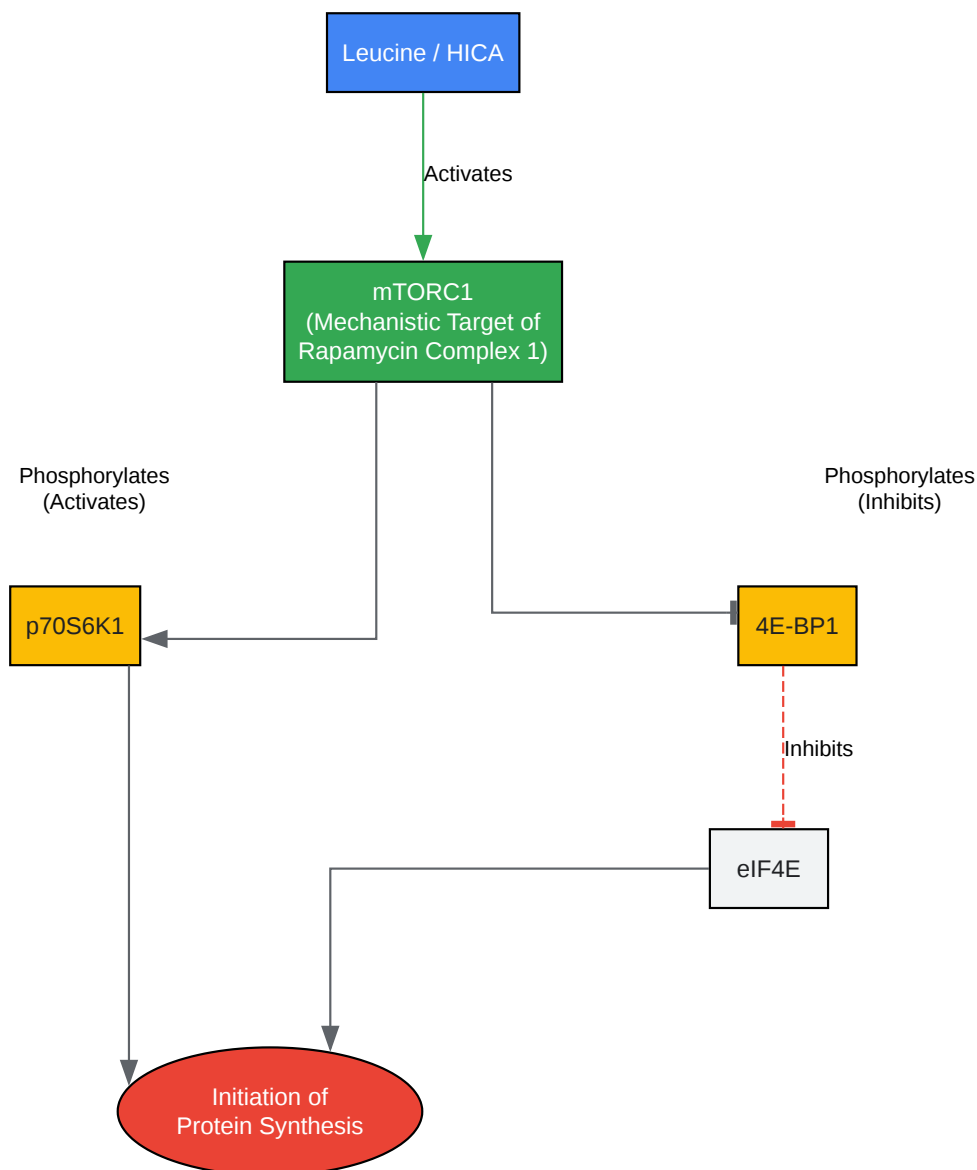 Leucine / HICA
Activates
mTORC1
(Mechanistic Target of
Rapamycin Complex 1)
Phosphorylates
(Activates)
Phosphorylates
(Inhibits)
p70S6K1
4E-BP1
Inhibits
eIF4E
Initiation of
Protein Synthesis